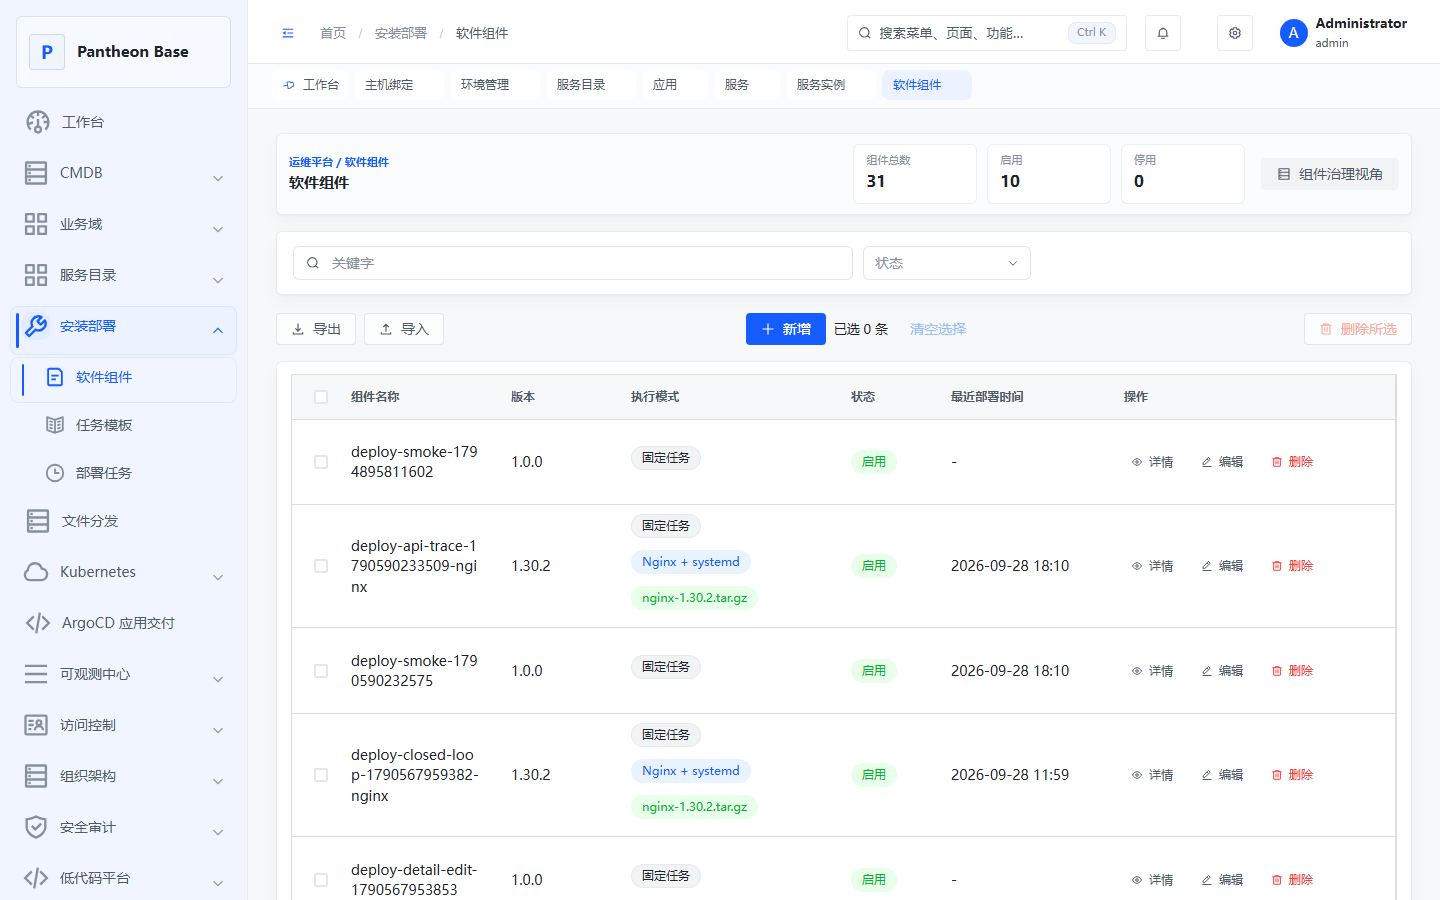 P
Pantheon Base
工作台
CMDB
业务域
服务目录
安装部署
软件组件
任务模板
部署任务
文件分发
Kubernetes
ArgoCD 应用交付
可观测中心
访问控制
组织架构
安全审计
低代码平台
首页 / 安装部署 / 软件组件
搜索菜单、页面、功能... Ctrl K
A
Administrator
admin
工作台 主机绑定 环境管理 服务目录 应用 服务 服务实例 软件组件
运维平台 / 软件组件
软件组件
组件总数
31
启用
10
停用
0
组件治理视角
关键字
状态
导出
导入
新增
已选 0 条
清空选择
删除所选
组件名称 版本 执行模式 状态 最近部署时间 操作
deploy-smoke-179
4895811602
1.0.0
固定任务
启用
-
详情 编辑 删除
deploy-api-trace-1
790590233509-ngi
nx
1.30.2
固定任务
Nginx + systemd
nginx-1.30.2.tar.gz
启用
2026-09-28 18:10
详情 编辑 删除
deploy-smoke-179
0590232575
1.0.0
固定任务
启用
2026-09-28 18:10
详情 编辑 删除
deploy-closed-loo
p-1790567959382-
nginx
1.30.2
固定任务
Nginx + systemd
nginx-1.30.2.tar.gz
启用
2026-09-28 11:59
详情 编辑 删除
deploy-detail-edit-
1790567953853
1.0.0
固定任务
启用
-
详情 编辑 删除